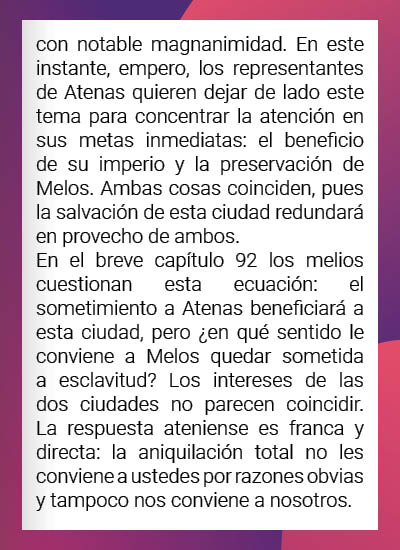 con notable magnanimidad. En este
instante, empero, los representantes
de Atenas quieren dejar de lado este
tema para concentrar la atención en
sus metas inmediatas: el beneficio
de su imperio y la preservación de
Melos. Ambas cosas coinciden, pues
la salvación de esta ciudad redundará
en provecho de ambos.
En el breve capítulo 92 los melios
cuestionan esta ecuación: el
sometimiento a Atenas beneficiará a
esta ciudad, pero ¿en qué sentido le
conviene a Melos quedar sometida
a esclavitud? Los intereses de las
dos ciudades no parecen coincidir.
La respuesta ateniense es franca y
directa: la aniquilación total no les
conviene a ustedes por razones obvias
y tampoco nos conviene a nosotros.